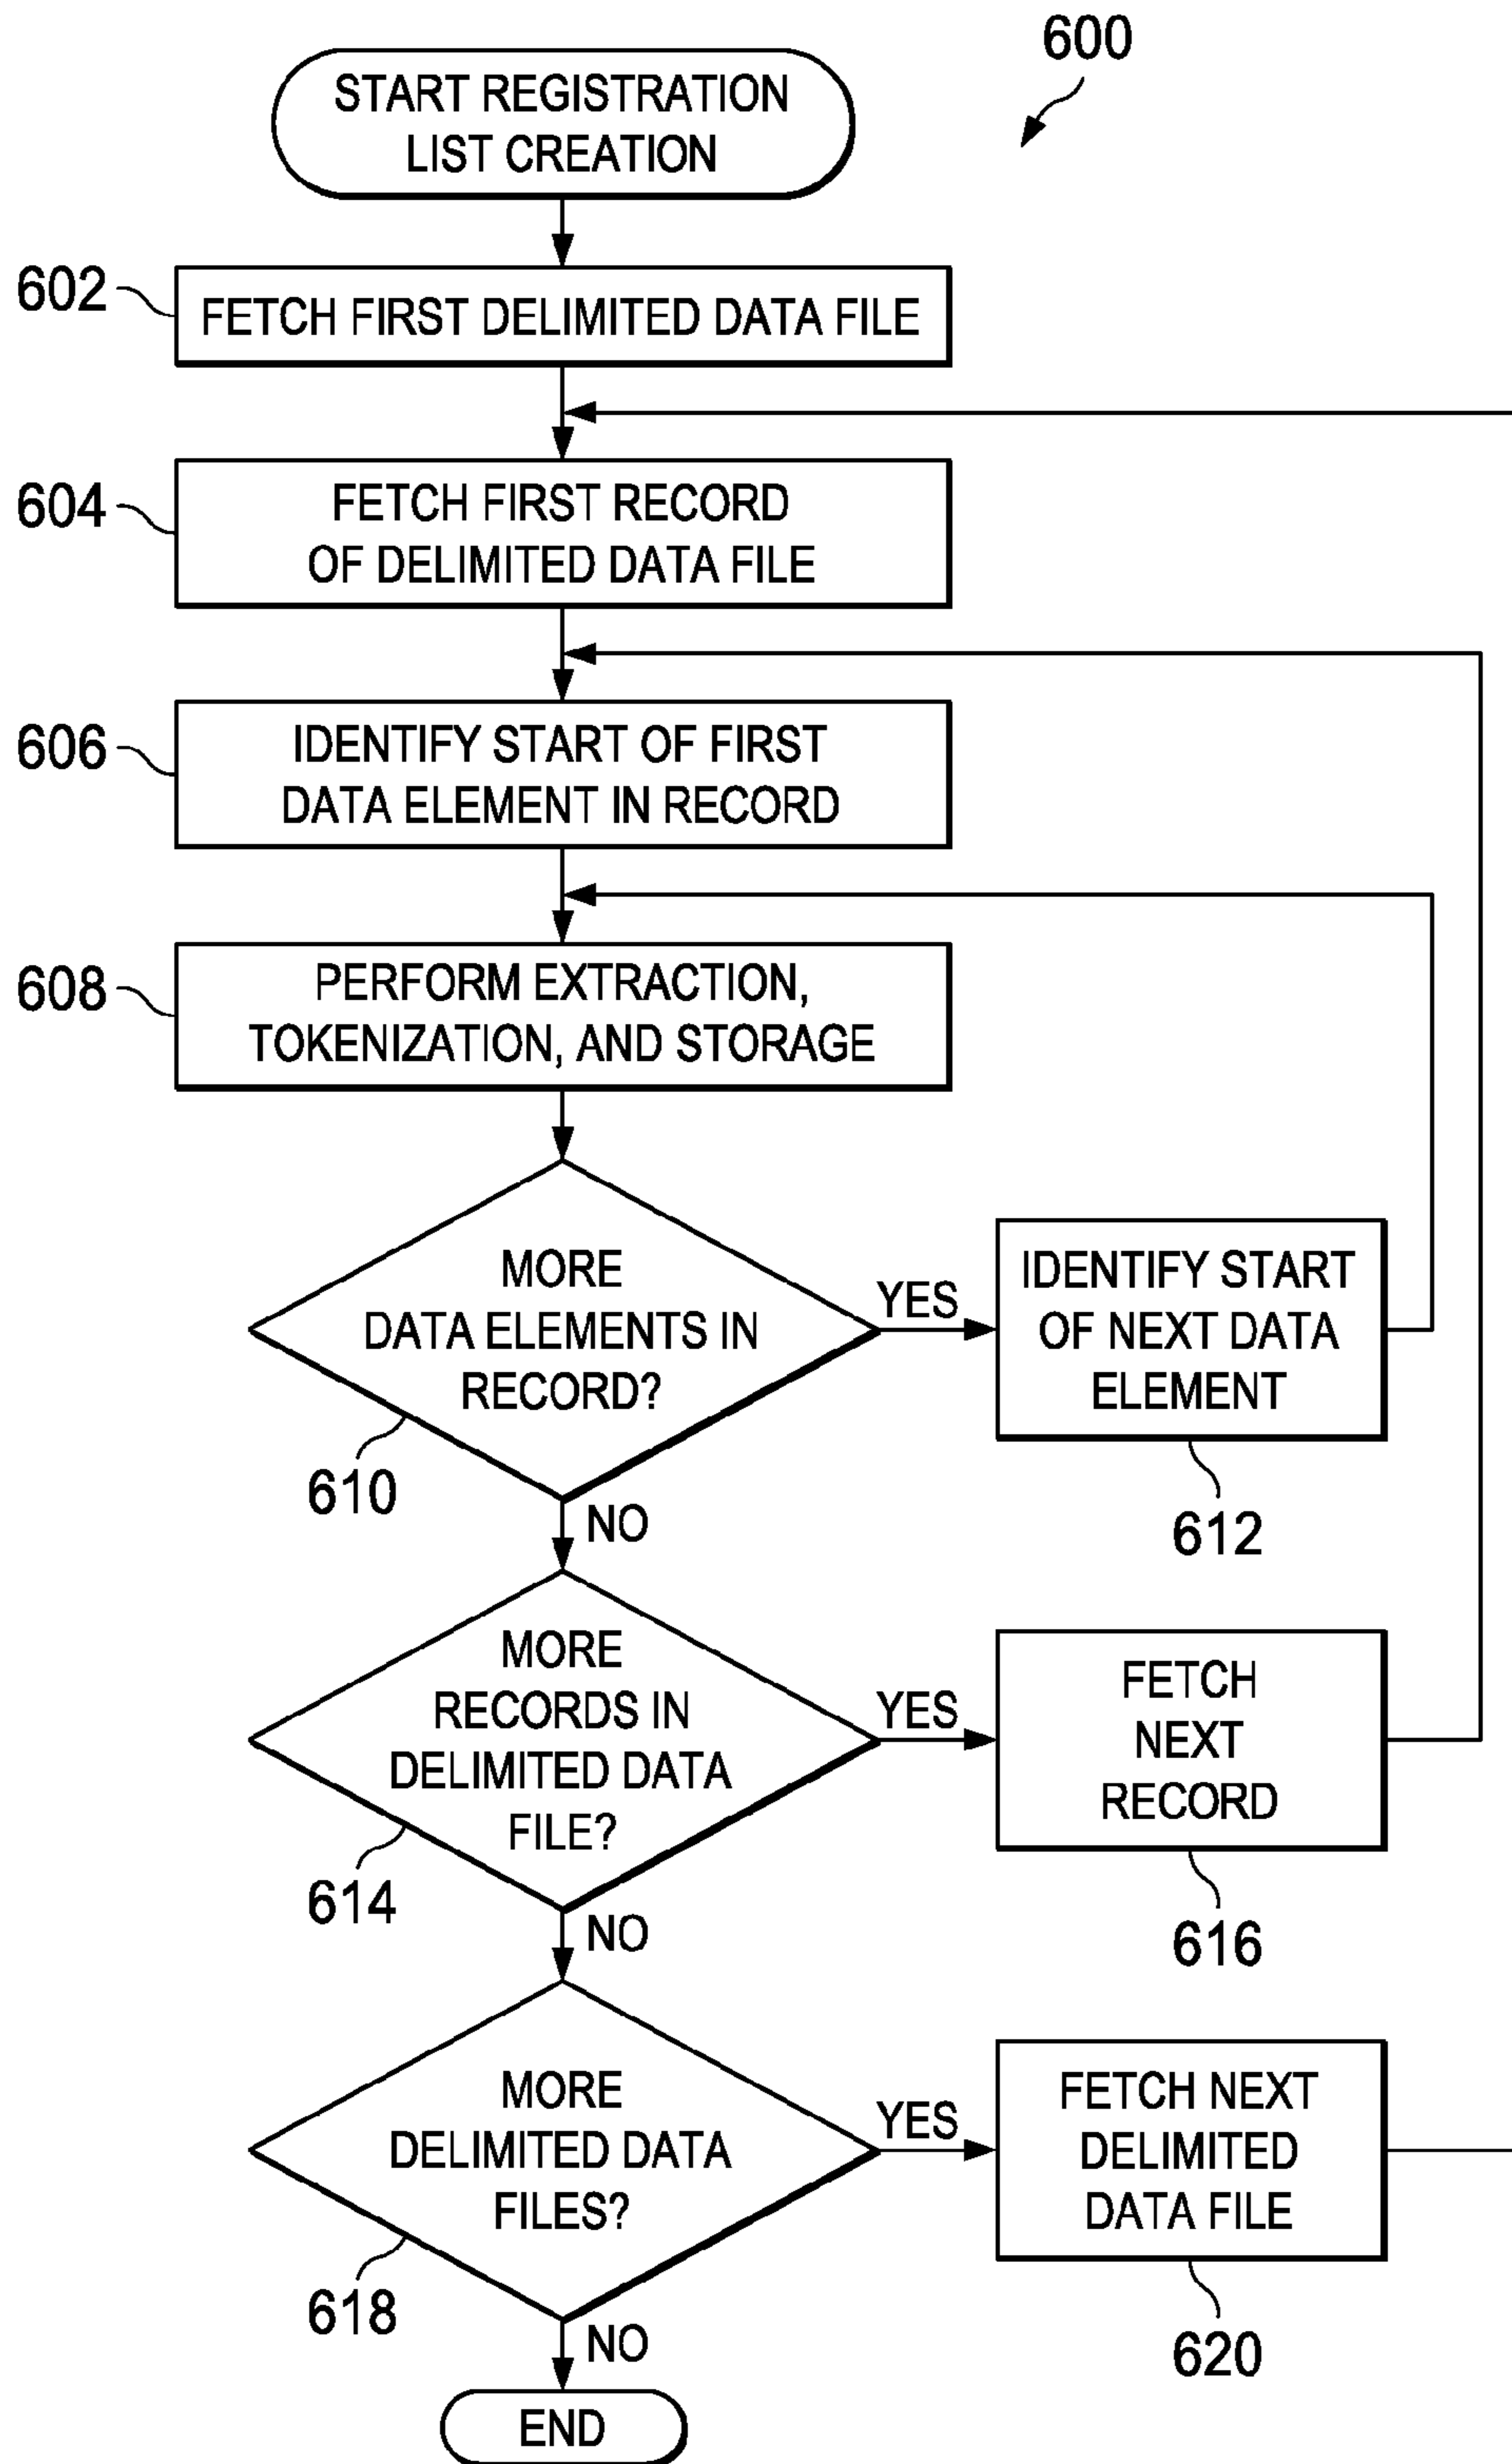 600
START REGISTRATION
LIST CREATION
602
FETCH FIRST DELIMITED DATA FILE
604
FETCH FIRST RECORD
OF DELIMITED DATA FILE
606
IDENTIFY START OF FIRST
DATA ELEMENT IN RECORD
608
PERFORM EXTRACTION,
TOKENIZATION, AND STORAGE
MORE
DATA ELEMENTS IN
RECORD?
610
YES
IDENTIFY START
OF NEXT DATA
ELEMENT
612
NO
MORE
RECORDS IN
DELIMITED DATA
FILE?
614
YES
FETCH
NEXT
RECORD
616
NO
MORE
DELIMITED DATA
FILES?
618
YES
FETCH NEXT
DELIMITED
DATA FILE
620
NO
END